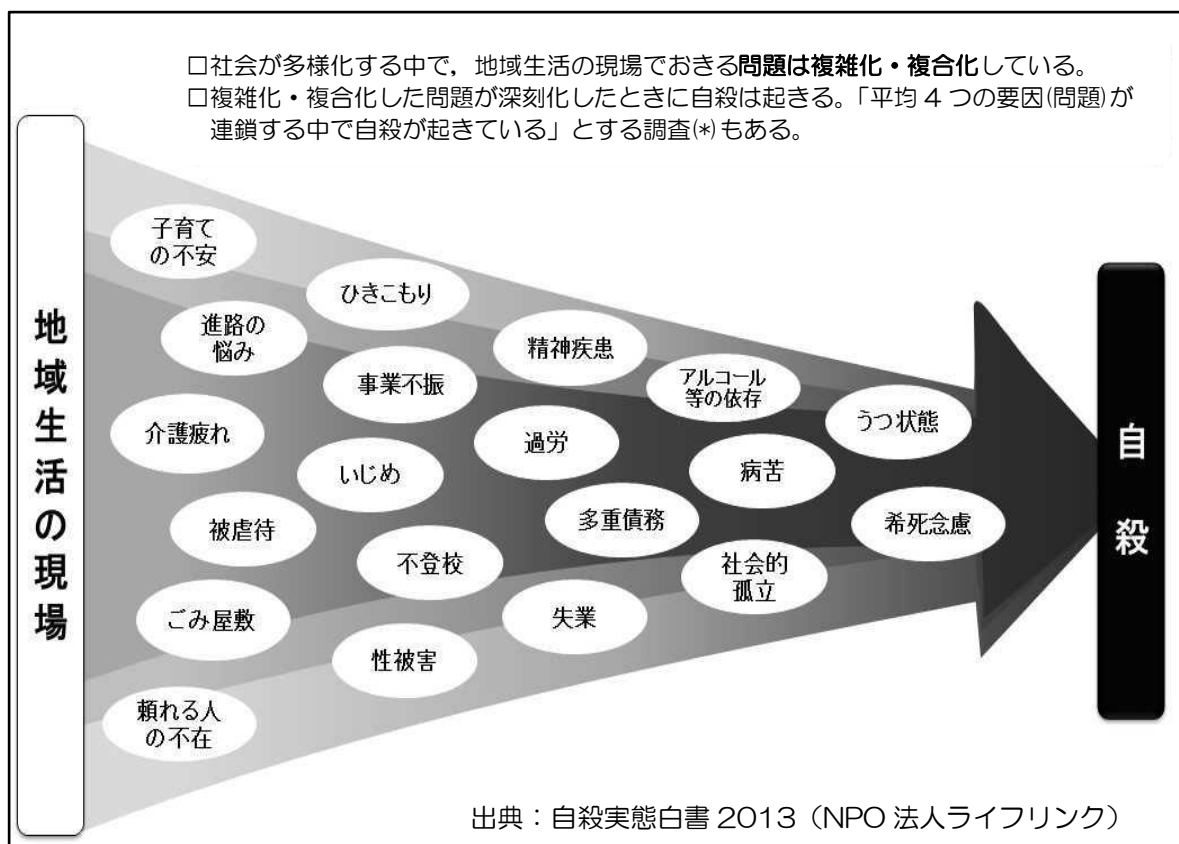 □社会が多様化する中で，地域生活の現場でおきる問題は複雑化・複合化している。
□複雑化・複合化した問題が深刻化したときに自殺は起きる。「平均 4 つの要因(問題)が
連鎖する中で自殺が起きている」とする調査(*)もある。
地域生活の現場
子育て
の不安
ひきこもり
進路の
悩み
精神疾患
事業不振
アルコール
等の依存
うつ状態
介護疲れ
過労
いじめ
病苦
被虐待
多重債務
希死念慮
不登校
社会的
孤立
ごみ屋敷
失業
性被害
頼れる人
の不在
自殺
出典：自殺実態白書 2013（NPO 法人ライフリンク）